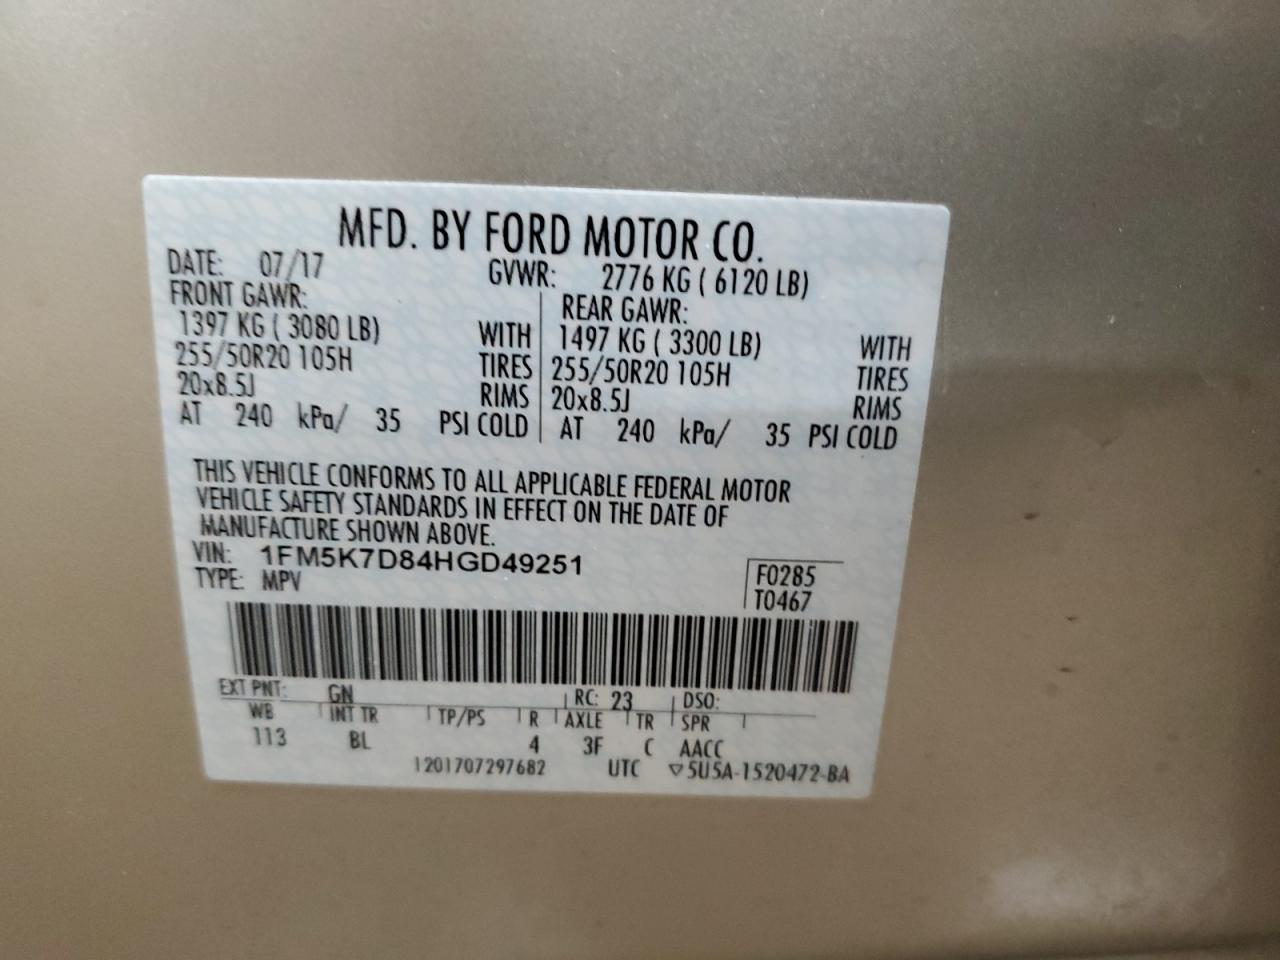 MFD. BY FORD MOTOR CO.
DATE: 07/17 GVWR: 2776 KG ( 6120 LB)
FRONT GAWR: REAR GAWR:
1397 KG ( 3080 LB) WITH 1497 KG ( 3300 LB) WITH
255/50R20 105H TIRES 255/50R20 105H TIRES
20x8.5J RIMS 20x8.5J RIMS
AT 240 kPa/ 35 PSI COLD AT 240 kPa/ 35 PSI COLD
THIS VEHICLE CONFORMS TO ALL APPLICABLE FEDERAL MOTOR
VEHICLE SAFETY STANDARDS IN EFFECT ON THE DATE OF
MANUFACTURE SHOWN ABOVE.
VIN: 1FM5K7D84HGD49251
TYPE: MPV
F0285
T0467
EXT PNT: GN RC: 23 DSO:
WB INT TR TP/PS R AXLE TR SPR
113 BL 4 3F C AACC
1201707297682 UTC ▽5U5A-1520472-BA